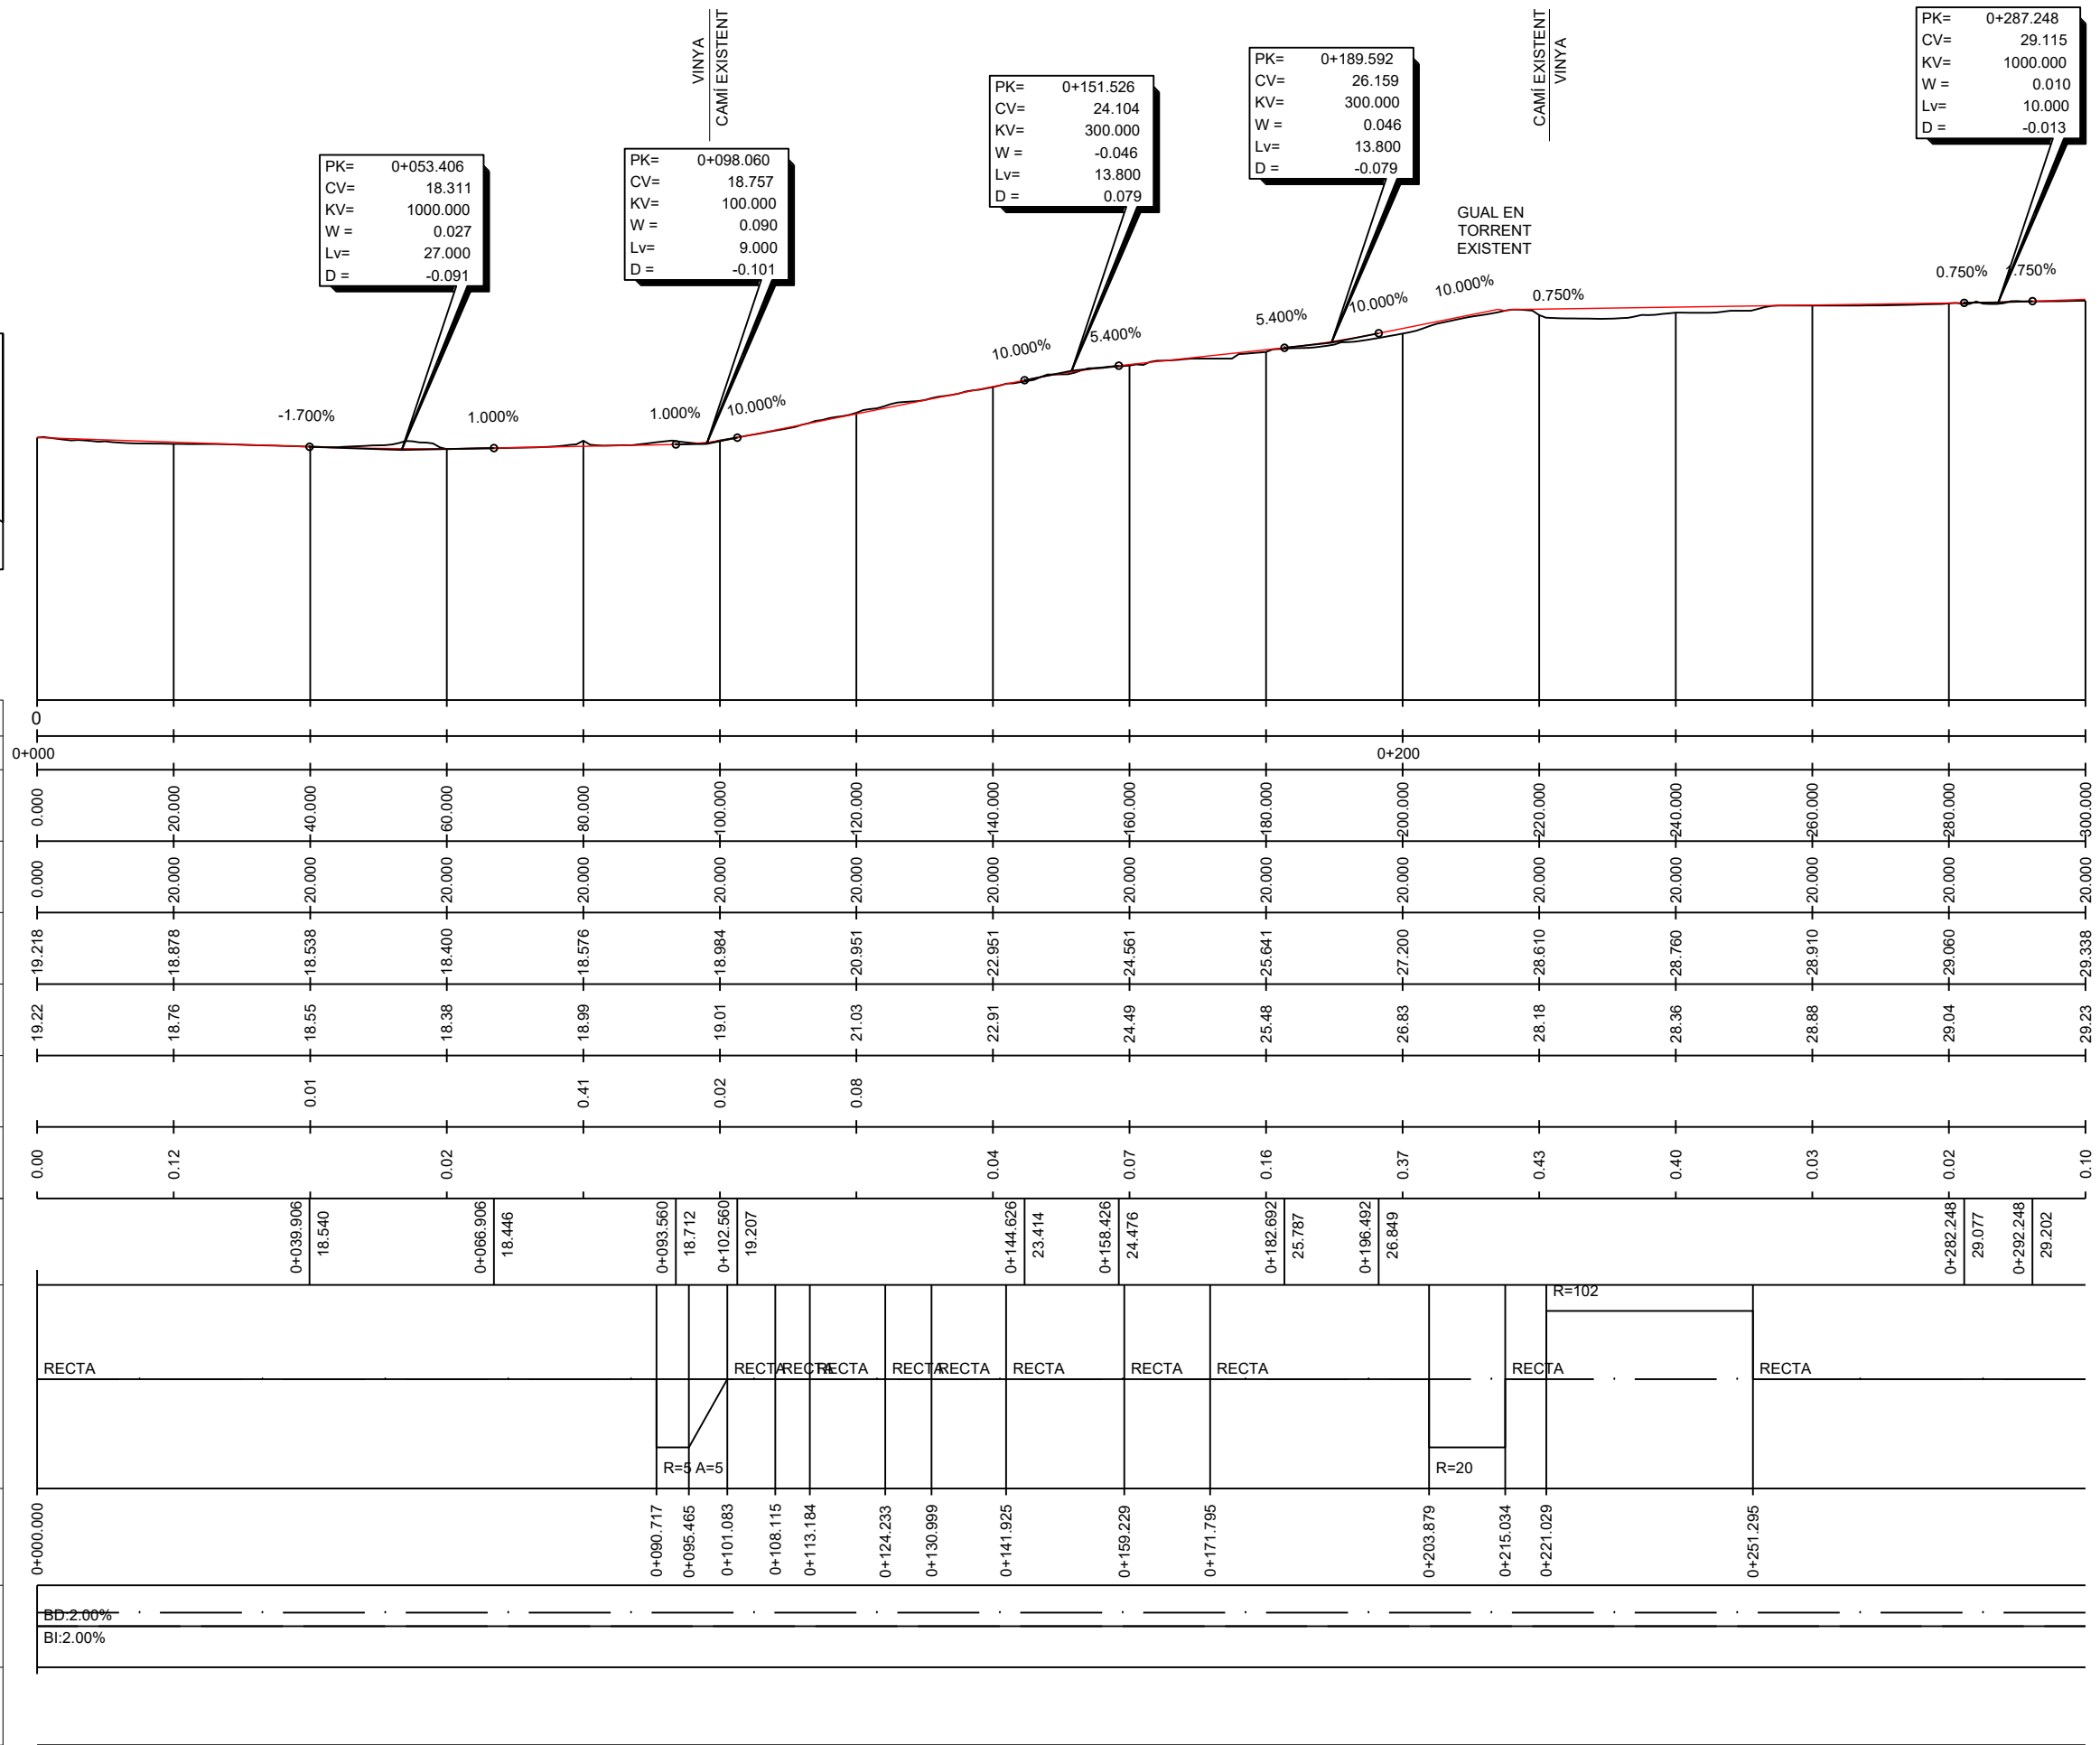 VINYA
CAMÍ EXISTENT
CAMÍ EXISTENT
VINYA
PK= 0+053.406
CV= 18.311
KV= 1000.000
W = 0.027
Lv= 27.000
D = -0.091
PK= 0+098.060
CV= 18.757
KV= 100.000
W = 0.090
Lv= 9.000
D = -0.101
PK= 0+151.526
CV= 24.104
KV= 300.000
W = -0.046
Lv= 13.800
D = 0.079
PK= 0+189.592
CV= 26.159
KV= 300.000
W = 0.046
Lv= 13.800
D = -0.079
PK= 0+287.248
CV= 29.115
KV= 1000.000
W = 0.010
Lv= 10.000
D = -0.013
GUAL EN
TORRENT
EXISTENT
-1.700%
1.000%
1.000%
10.000%
10.000%
5.400%
5.400%
10.000%
10.000%
0.750%
0.750%
1.750%
0
0+000 0+200
0.000 20.000 40.000 60.000 80.000 100.000 120.000 140.000 160.000 180.000 200.000 220.000 240.000 260.000 280.000 300.000
0.000 20.000 20.000 20.000 20.000 20.000 20.000 20.000 20.000 20.000 20.000 20.000 20.000 20.000 20.000 20.000
19.218 18.878 18.538 18.400 18.576 18.984 20.951 22.951 24.561 25.641 27.200 28.610 28.760 28.910 29.060 29.338
19.22 18.76 18.55 18.38 18.99 19.01 21.03 22.91 24.49 25.48 26.83 28.18 28.36 28.88 29.04 29.23
0.01 0.41 0.02 0.08
0.00 0.12 0.02 0.04 0.07 0.16 0.37 0.43 0.40 0.03 0.02 0.10
0+039.906
18.540
0+066.906
18.446
0+093.560
18.712
0+102.560
19.207
0+144.626
23.414
0+158.426
24.476
0+182.692
25.787
0+196.492
26.849
0+282.248
29.077
0+292.248
29.202
R=102
RECTA RECTA RECTA RECTA RECTA RECTA RECTA RECTA RECTA RECTA RECTA
R=5 A=5 R=20
0+000.000 0+090.717 0+095.465 0+101.083 0+108.115 0+113.184 0+124.233 0+130.999 0+141.925 0+159.229 0+171.795 0+203.879 0+215.034 0+221.029 0+251.295
BD:2.00%
BI:2.00%